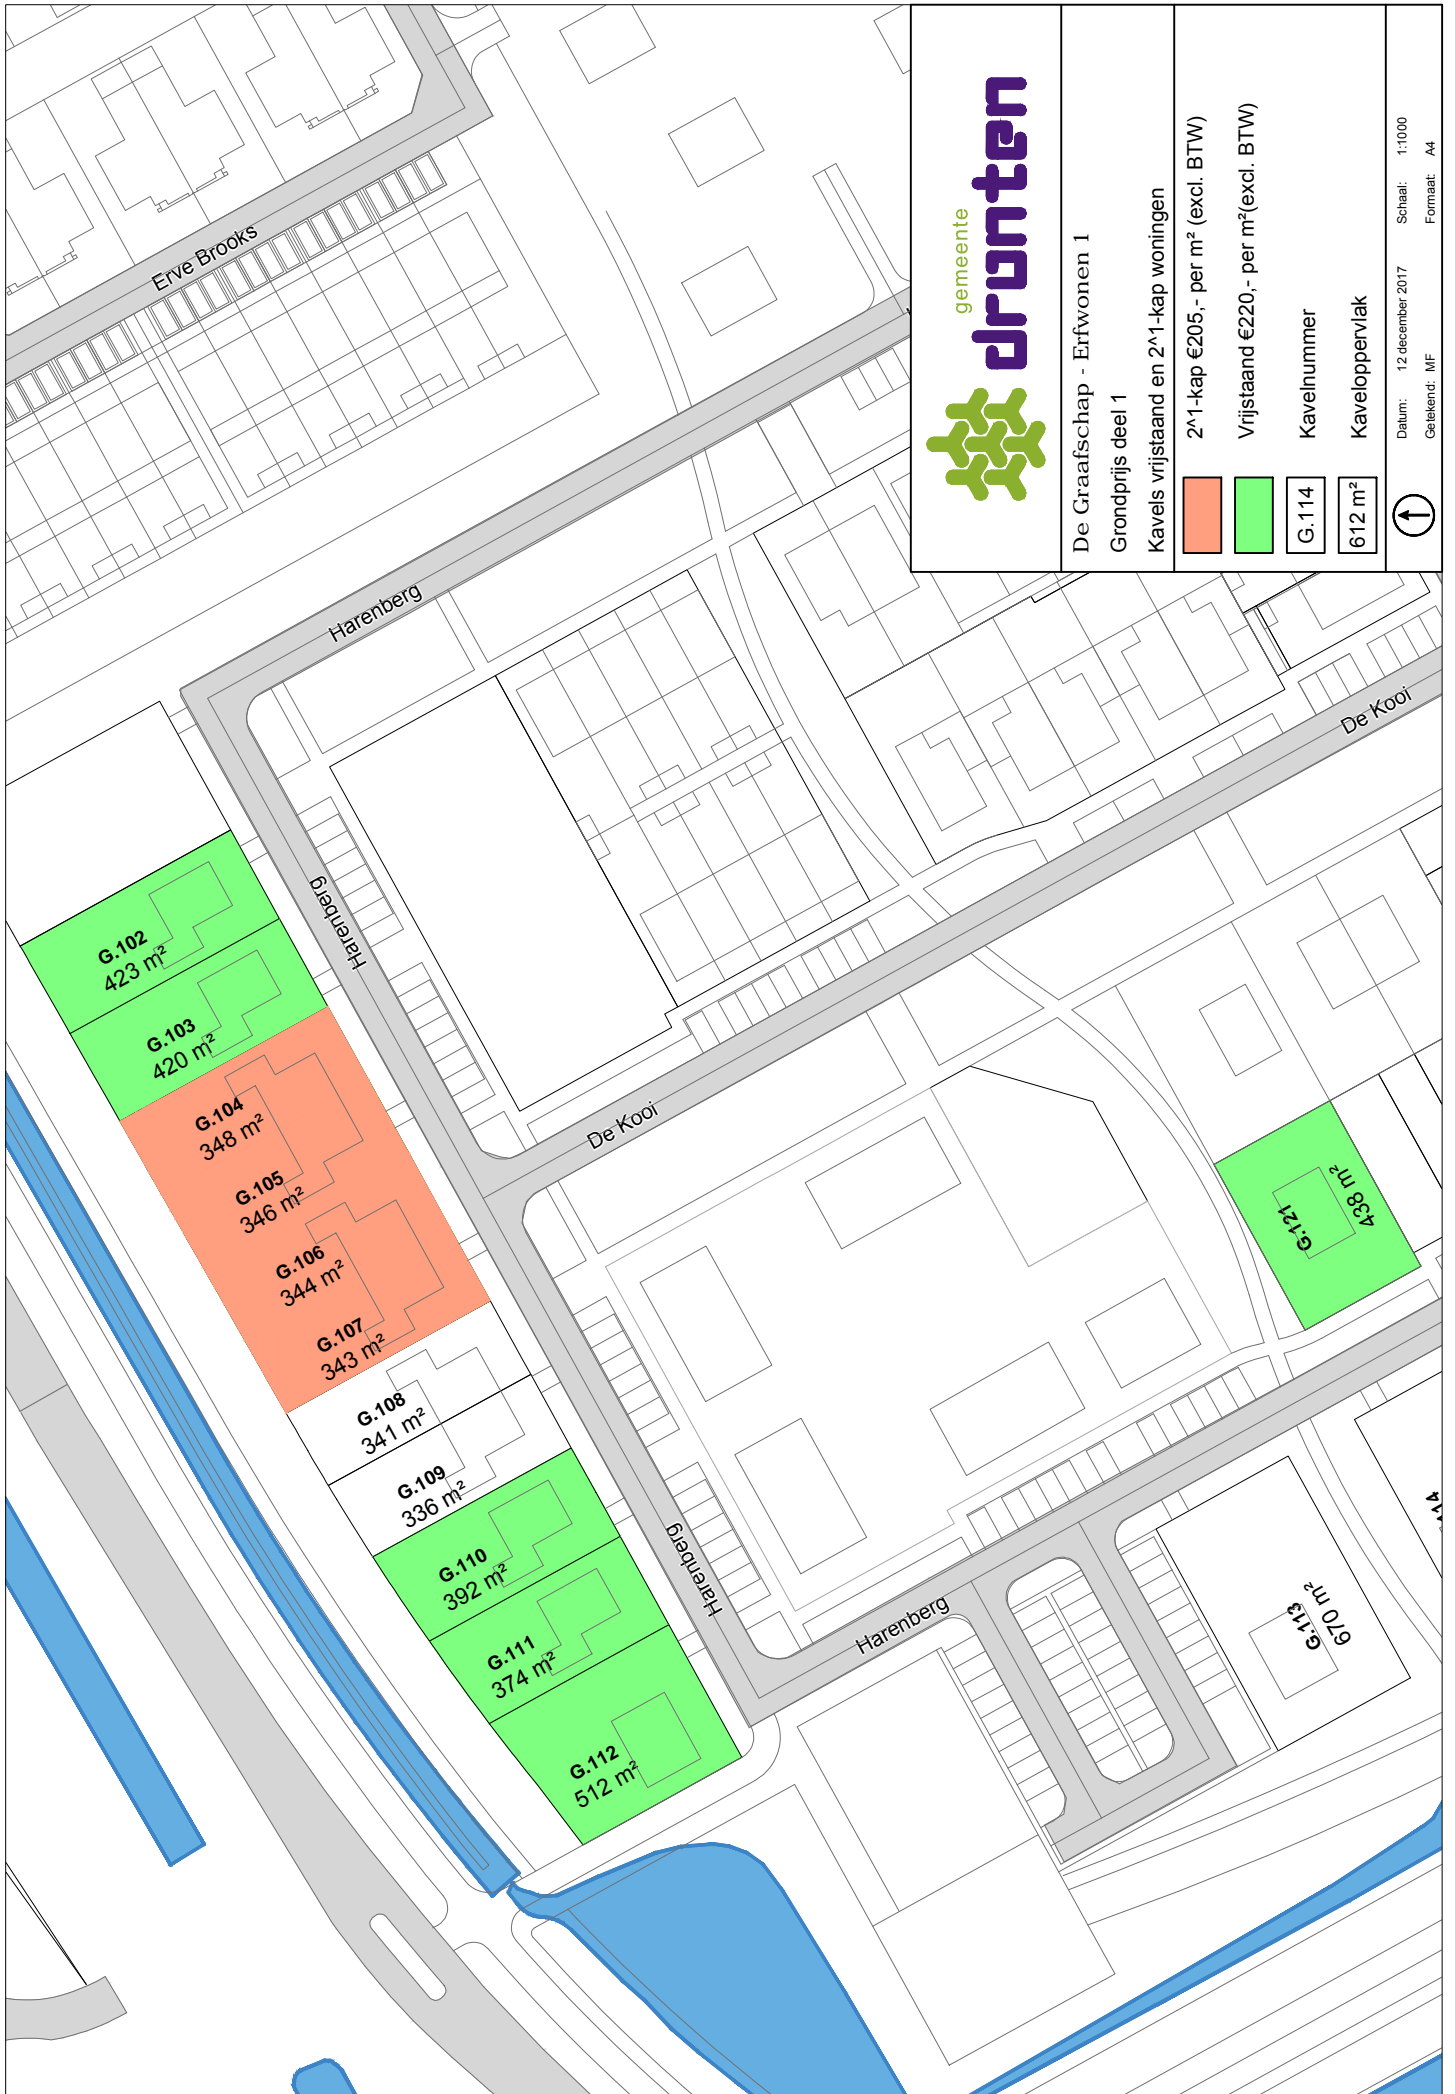 Erve Brooks
Harenberg
G.102
423 m²
G.103
420 m²
G.104
348 m²
G.105
346 m²
G.106
344 m²
G.107
343 m²
G.108
341 m²
G.109
336 m²
G.110
392 m²
G.111
374 m²
G.112
512 m²
Harenberg
De Kooi
De Kooi
Harenberg
Harenberg
G.121
438 m²
G.113
670 m²
gemeente
dronten
De Graafschap - Erfwonen 1
Grondprijs deel 1
Kavels vrijstaand en 2^1-kap woningen
2^1-kap €205,- per m² (excl. BTW)
Vrijstaand €220,- per m²(excl. BTW)
G.114 Kavelnummer
612 m² Kaveloppervlak
Datum: 12 december 2017 Schaal: 1:1000
Getekend: MF Formaat: A4